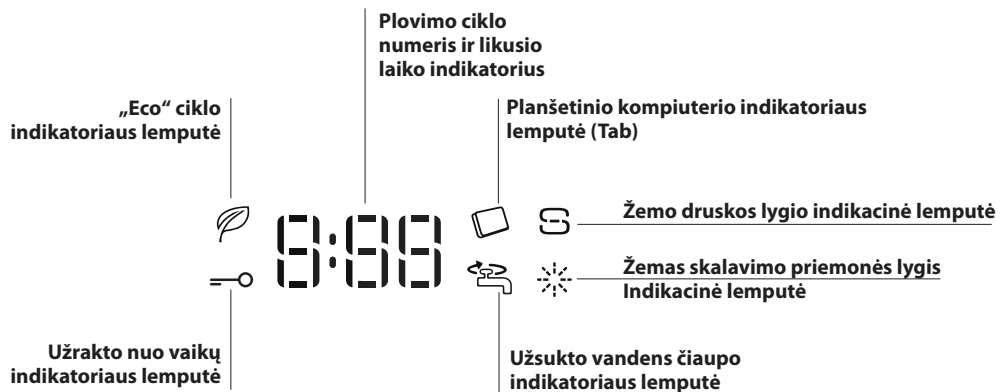 Plovimo ciklo
numeris ir likusio
laiko indikatorius
„Eco“ ciklo
indikatoriaus lemputė
Planšetinio kompiuterio indikatoriaus
lemputė (Tab)
8:88
Žemo druskos lygio indikacinė lemputė
Žemas skalavimo priemonės lygis
Indikacinė lemputė
Užrakto nuo vaikų
indikatoriaus lemputė
Užsukto vandens čiaupo
indikatoriaus lemputė